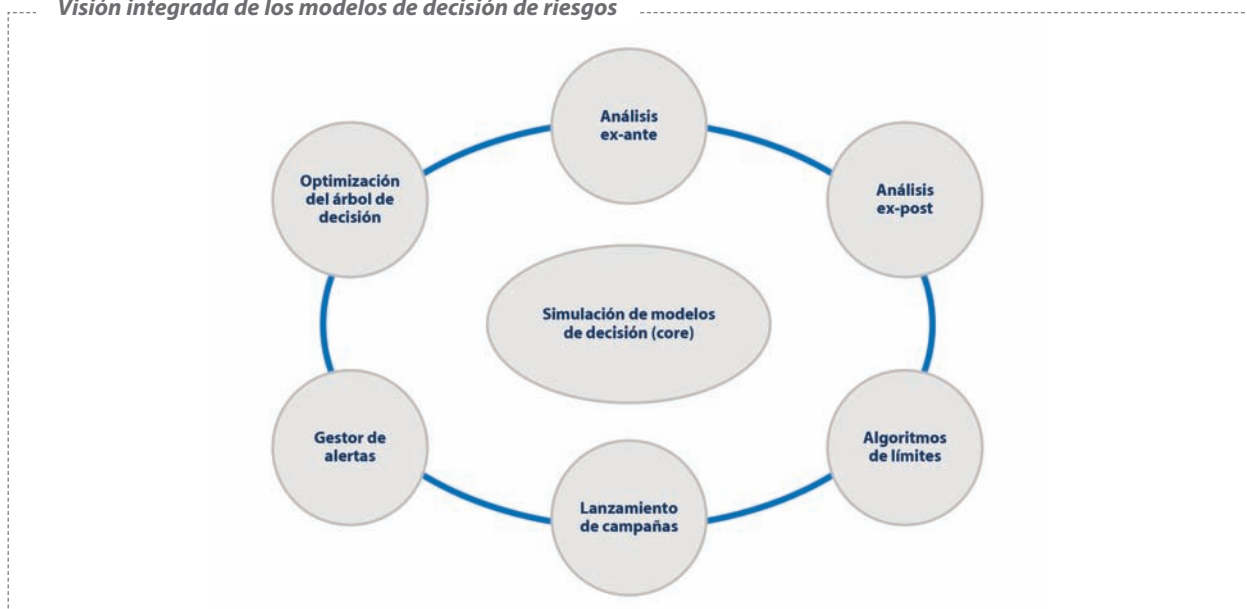 Visión integrada de los modelos de decisión de riesgos
Análisis
ex-ante
Optimización
del árbol de
decisión
Análisis
ex-post
Simulación de modelos
de decisión (core)
Gestor de
alertas
Algoritmos
de límites
Lanzamiento
de campañas